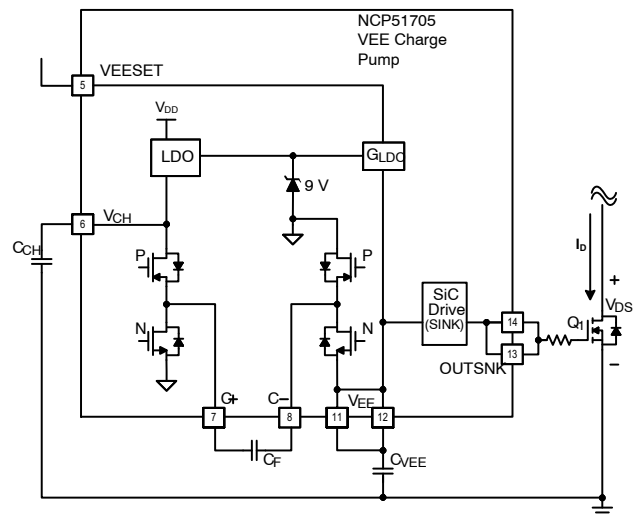 NCP51705
VEE Charge
Pump
5
VEESET
VDD
LDO
GLDO
9 V
6
VCH
CCH
P
P
ID
+
SiC
Drive
(SINK)
14
Q1
VDS
N
N
13
OUTSNK
−
C+
C−
VEE
7
8
11
12
CF
CVEE